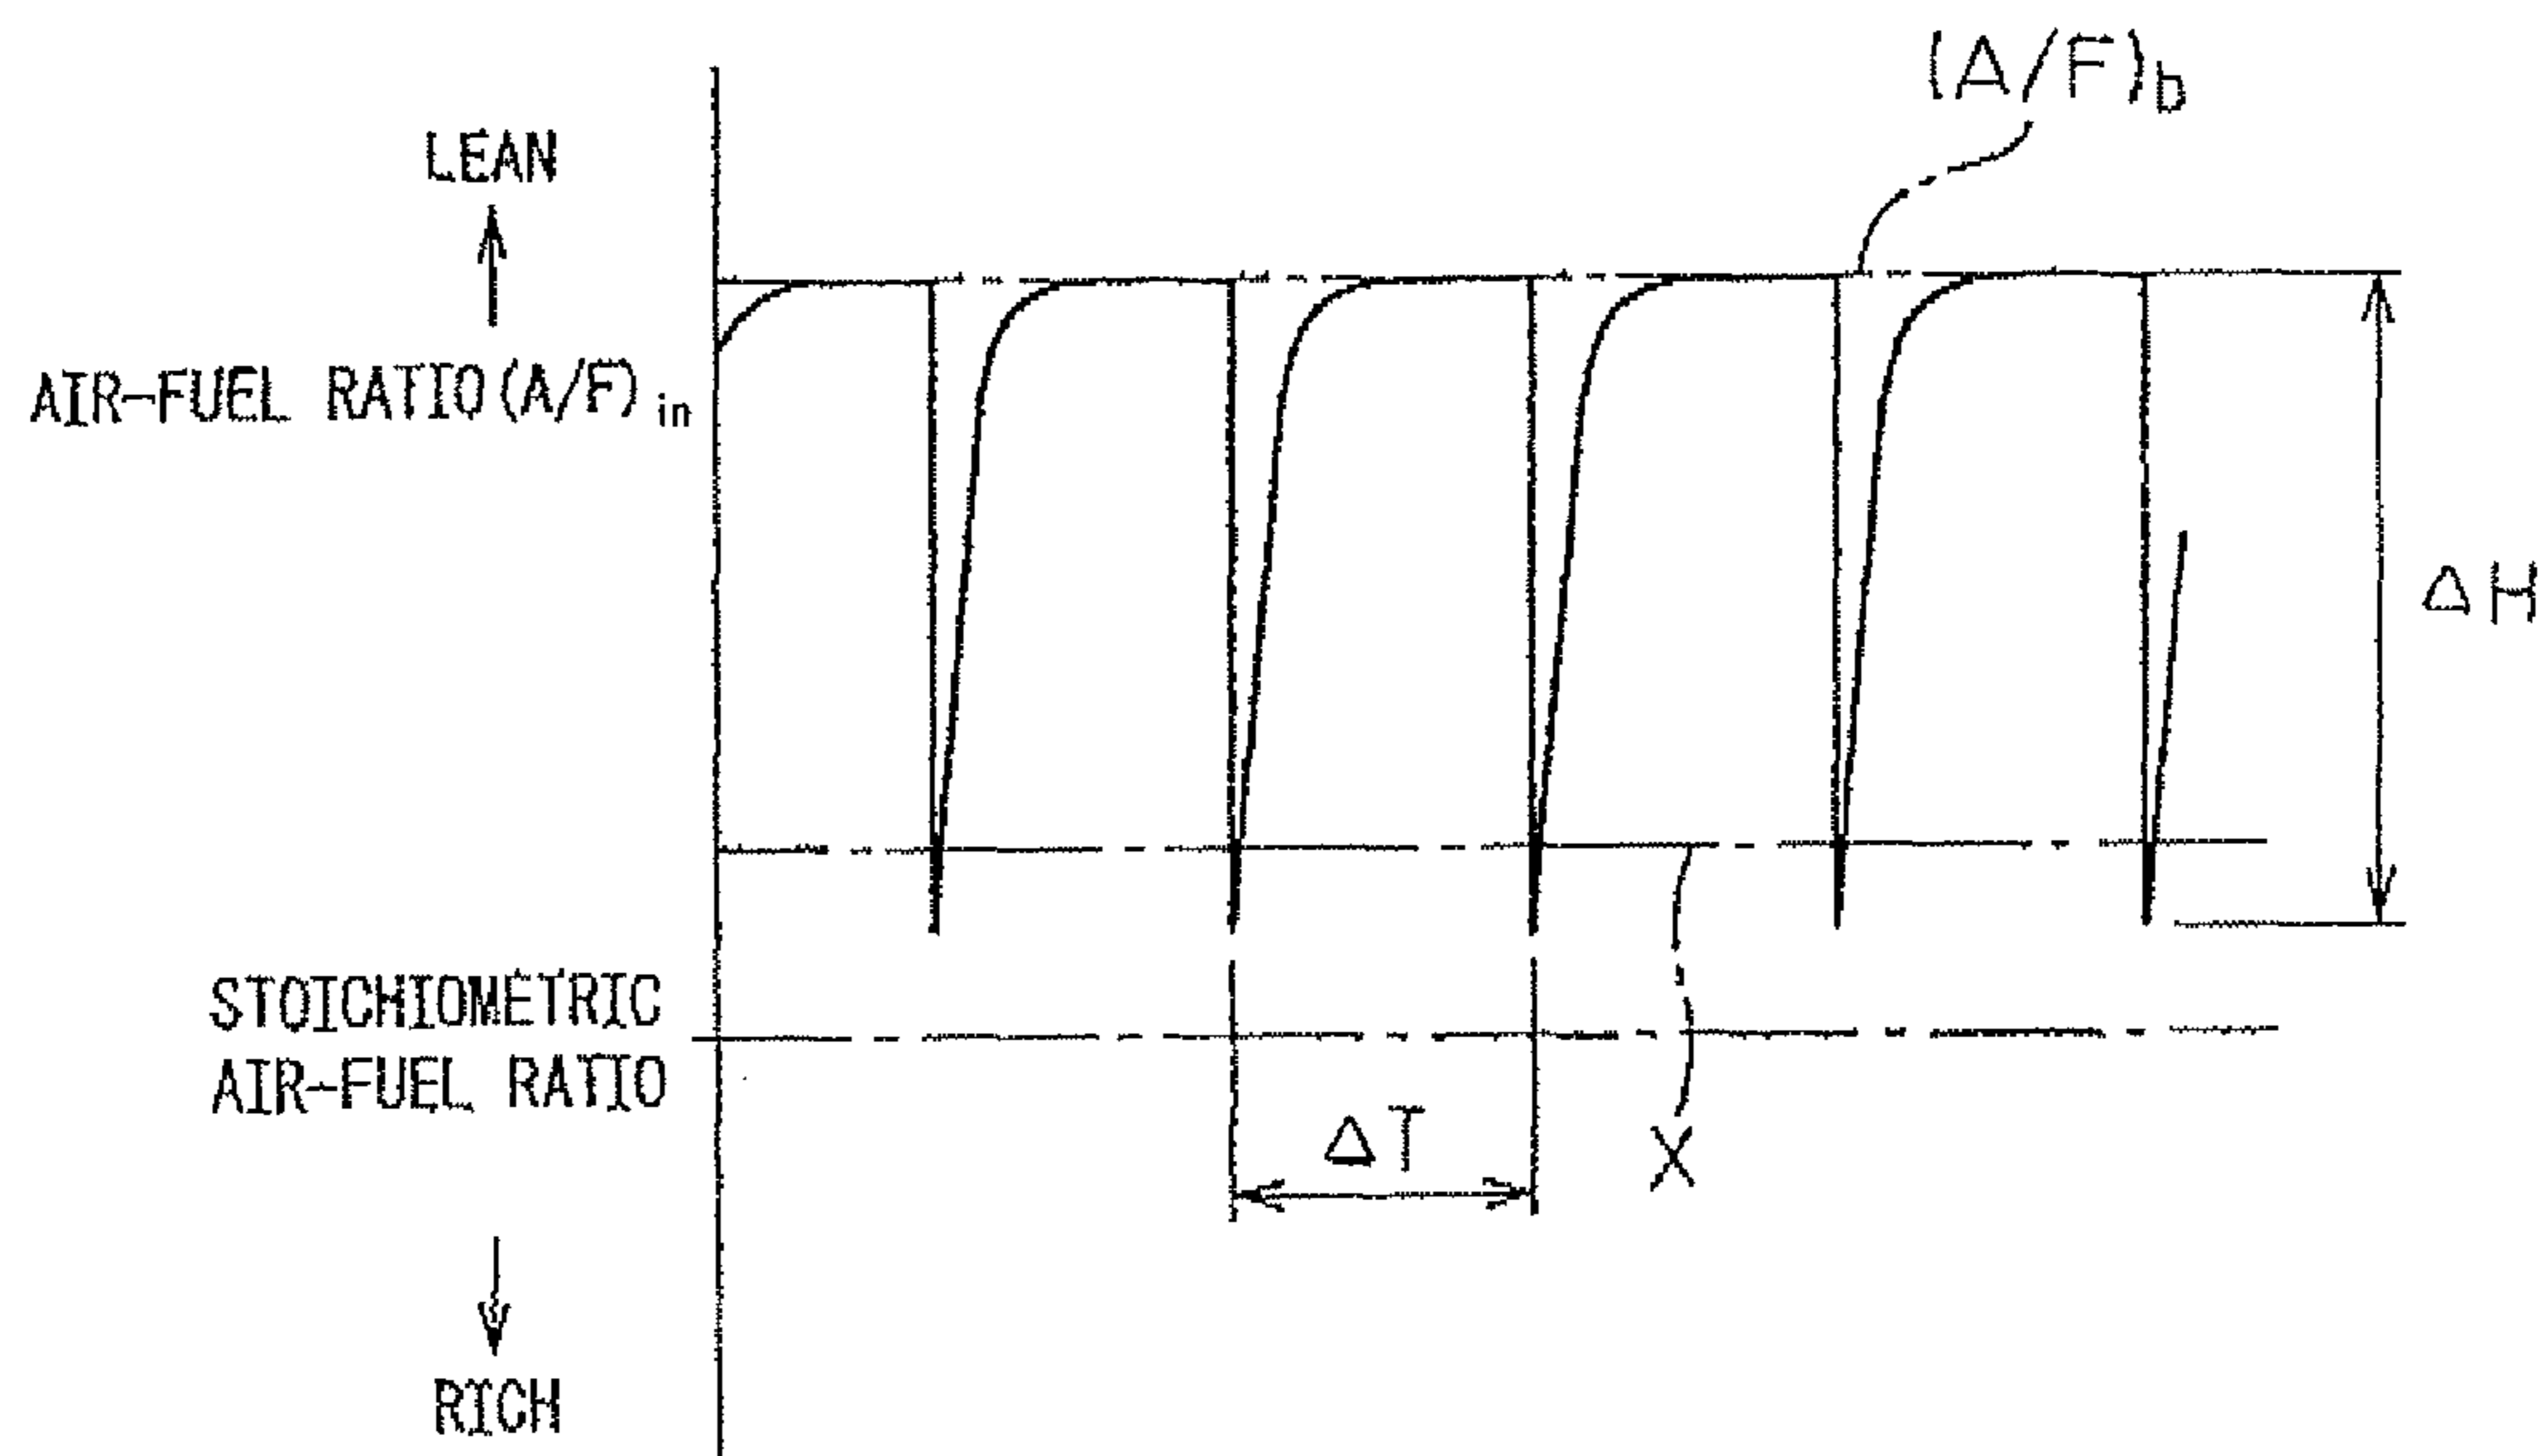 (A/F)b
LEAN
AIR-FUEL RATIO(A/F)in
ΔH
STOICHIOMETRIC
AIR-FUEL RATIO
ΔT
X
RICH